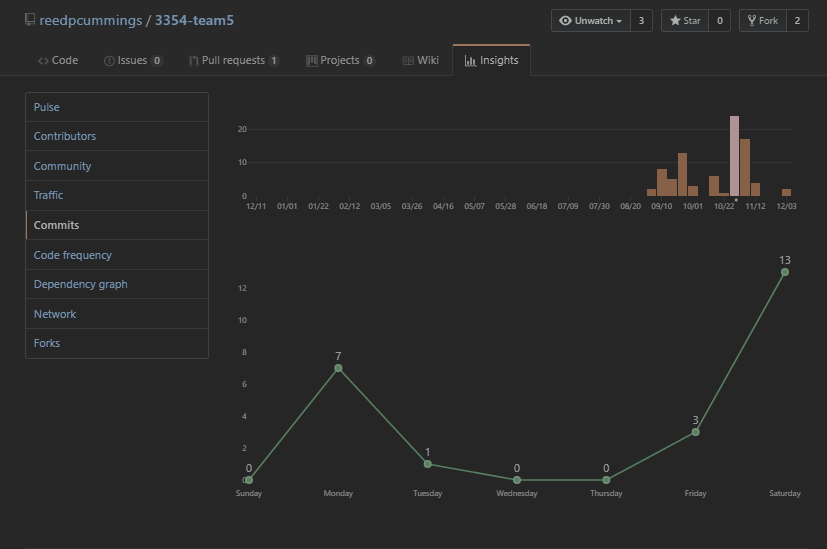 reedpcummings / 3354-team5
Unwatch 3 Star 0 Fork 2
Code Issues 0 Pull requests 1 Projects 0 Wiki Insights
Pulse
Contributors
Community
Traffic
Commits
Code frequency
Dependency graph
Network
Forks
20
10
0
12/11 01/01 01/22 02/12 03/05 03/26 04/16 05/07 05/28 06/18 07/09 07/30 08/20 09/10 10/01 10/22 11/12 12/03
12
10
8
6
4
2
0
0 7 1 0 0 3 13
Sunday Monday Tuesday Wednesday Thursday Friday Saturday